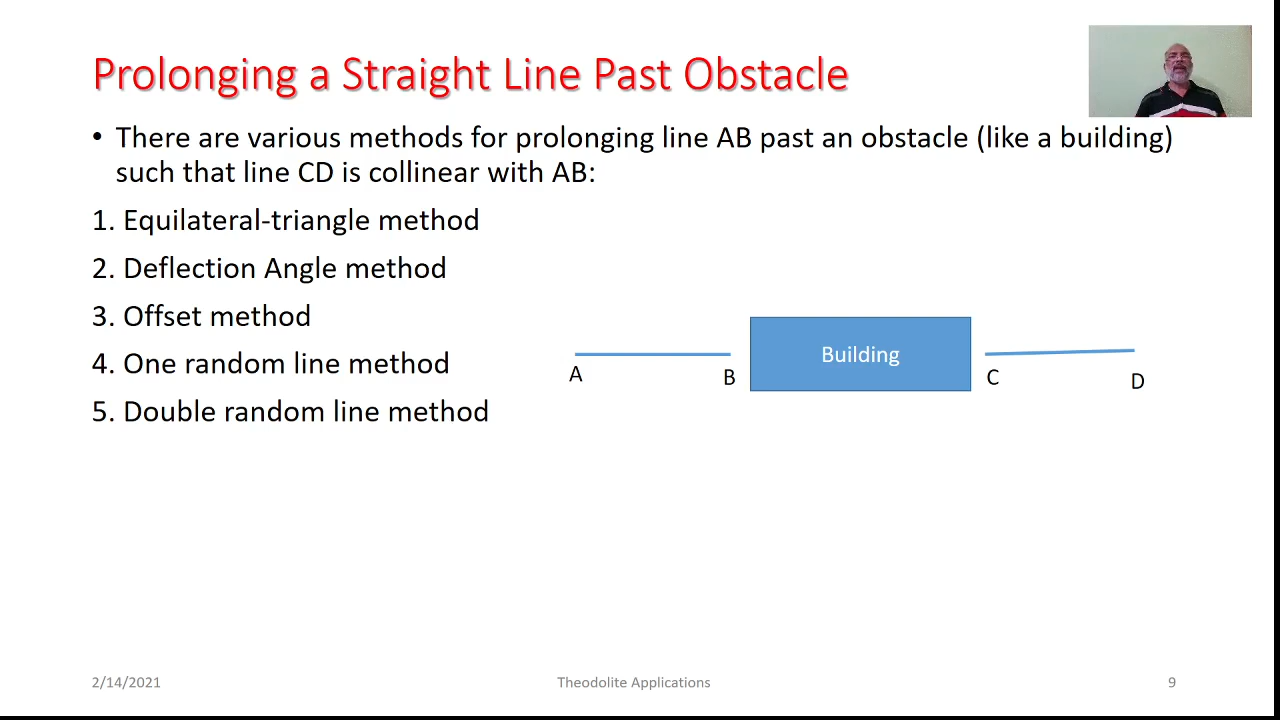 Prolonging a Straight Line Past Obstacle
• There are various methods for prolonging line AB past an obstacle (like a building)
such that line CD is collinear with AB:
1. Equilateral-triangle method
2. Deflection Angle method
3. Offset method
4. One random line method
5. Double random line method
Building
A
B
C
D
2/14/2021
Theodolite Applications
9